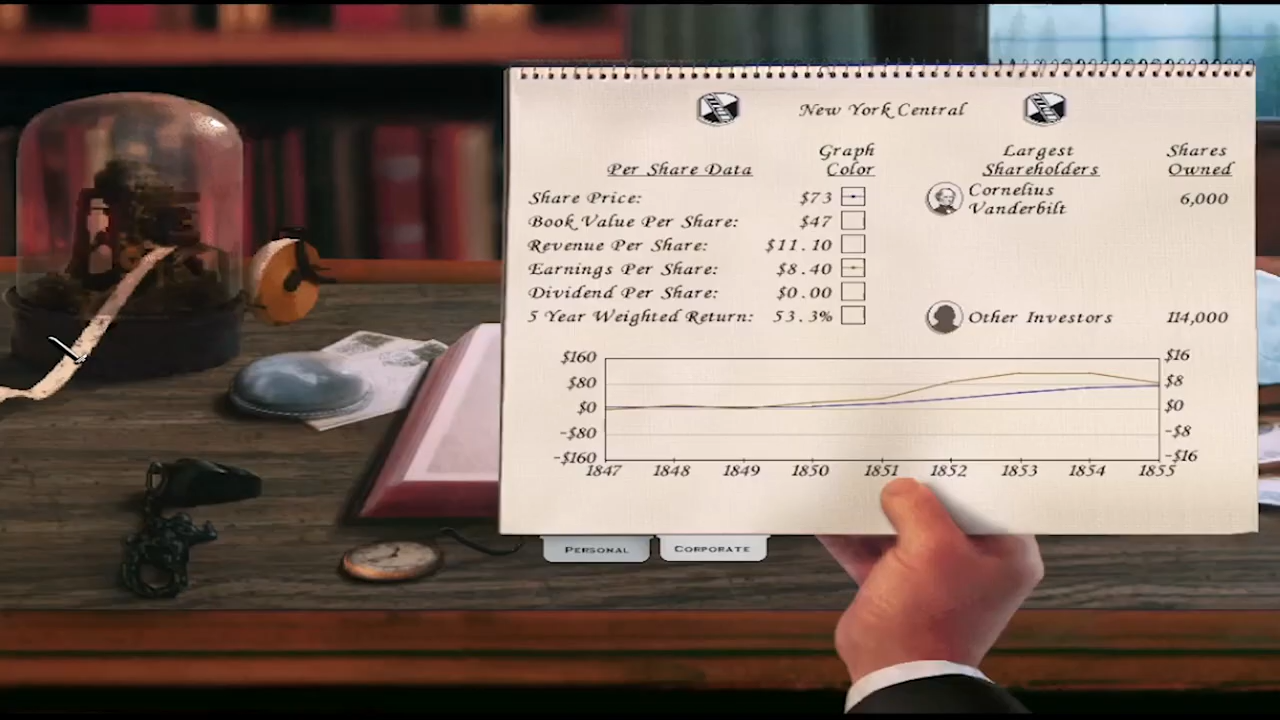 New York Central
Per Share Data
Graph Color
Largest Shareholders
Shares Owned
Share Price: $73
Cornelius Vanderbilt 6,000
Book Value Per Share: $47
Revenue Per Share: $11.10
Earnings Per Share: $8.40
Dividend Per Share: $0.00
5 Year Weighted Return: 53.3%
Other Investors 114,000
$160 $16
$80 $8
$0 $0
-$80 -$8
-$160 -$16
1847 1848 1849 1850 1851 1852 1853 1854 1855
PERSONAL CORPORATE